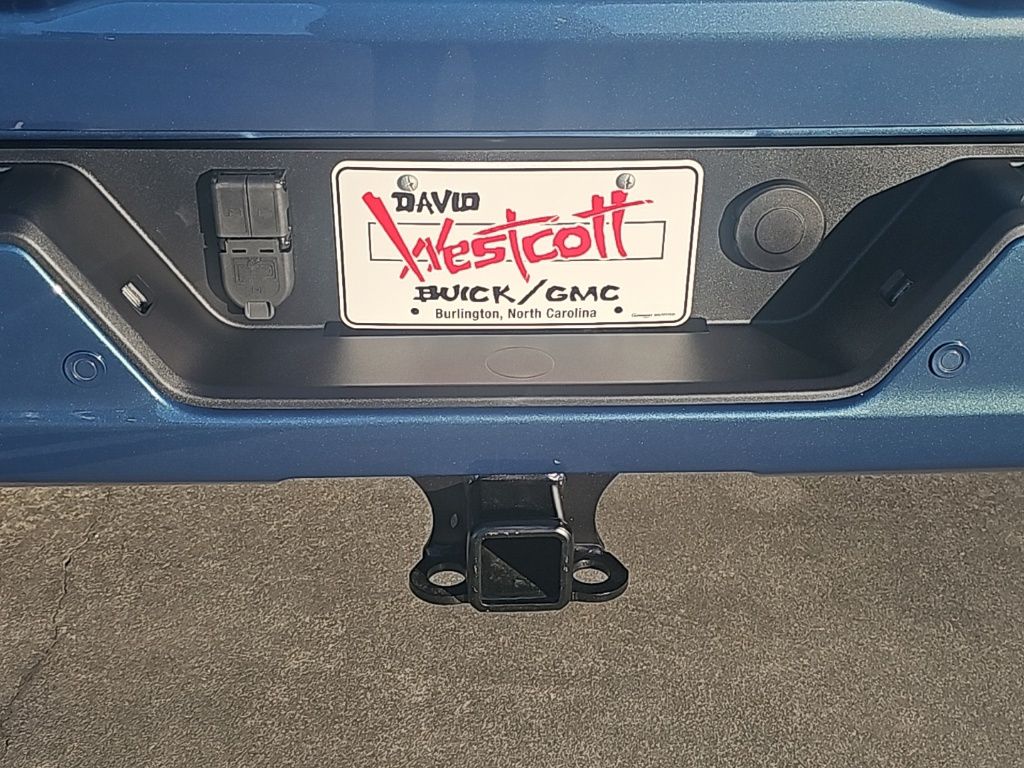 DAVID
Westcott
BUICK/GMC
Burlington, North Carolina